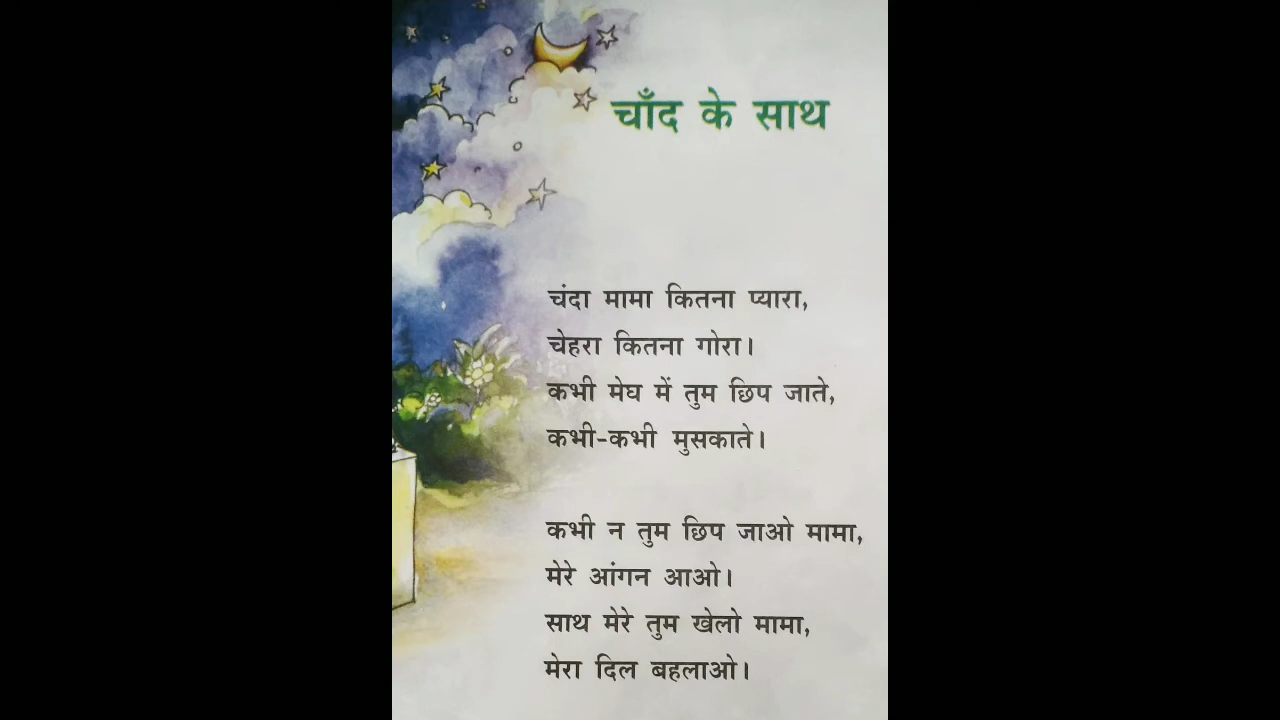 चाँद के साथ
चंदा मामा कितना प्यारा,
चेहरा कितना गोरा।
कभी मेघ में तुम छिप जाते,
कभी-कभी मुसकाते।
कभी न तुम छिप जाओ मामा,
मेरे आंगन आओ।
साथ मेरे तुम खेलो मामा,
मेरा दिल बहलाओ।